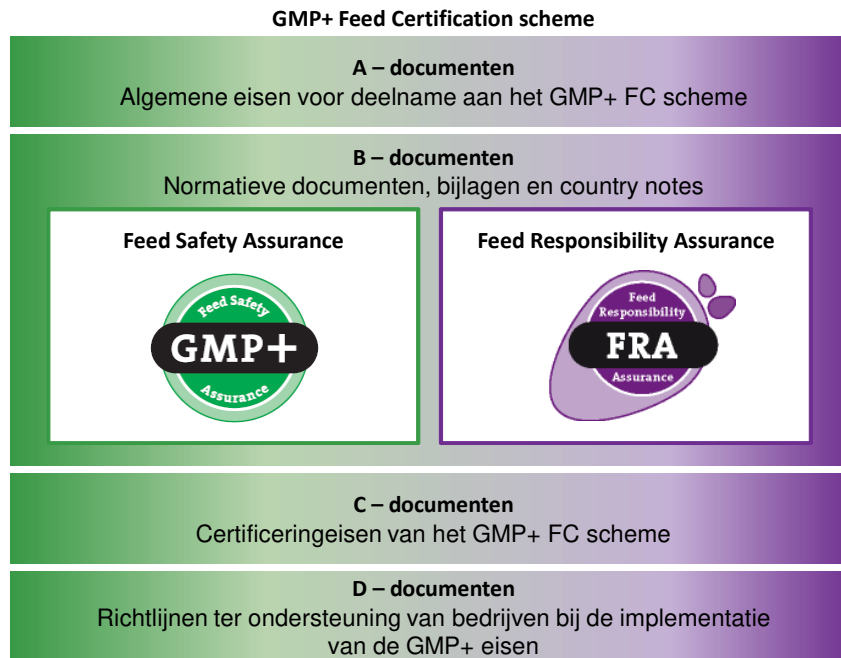 GMP+ Feed Certification scheme
A – documenten
Algemene eisen voor deelname aan het GMP+ FC scheme
B – documenten
Normatieve documenten, bijlagen en country notes
Feed Safety Assurance
Feed Safety
GMP+
Assurance
Feed Responsibility Assurance
Feed
Responsibility
FRA
Assurance
C – documenten
Certificeringeisen van het GMP+ FC scheme
D – documenten
Richtlijnen ter ondersteuning van bedrijven bij de implementatie
van de GMP+ eisen